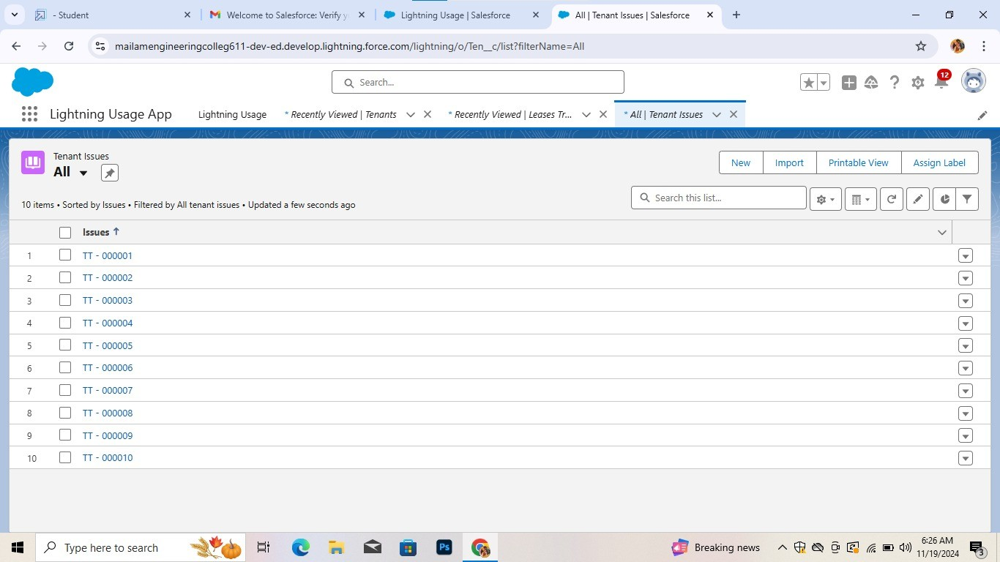 - Student
Welcome to Salesforce: Verify y
Lightning Usage | Salesforce
All | Tenant Issues | Salesforce
mailamengineeringcolleg611-dev-ed.develop.lightning.force.com/lightning/o/Ten__c/list?filterName=All
Search...
12
Lightning Usage App
Lightning Usage
* Recently Viewed | Tenants
* Recently Viewed | Leases Tr...
* All | Tenant Issues
Tenant Issues
All
New
Import
Printable View
Assign Label
10 items • Sorted by Issues • Filtered by All tenant issues • Updated a few seconds ago
Search this list...
Issues ↑
1 TT - 000001
2 TT - 000002
3 TT - 000003
4 TT - 000004
5 TT - 000005
6 TT - 000006
7 TT - 000007
8 TT - 000008
9 TT - 000009
10 TT - 000010
Type here to search
Ps
Breaking news
6:26 AM
11/19/2024
3